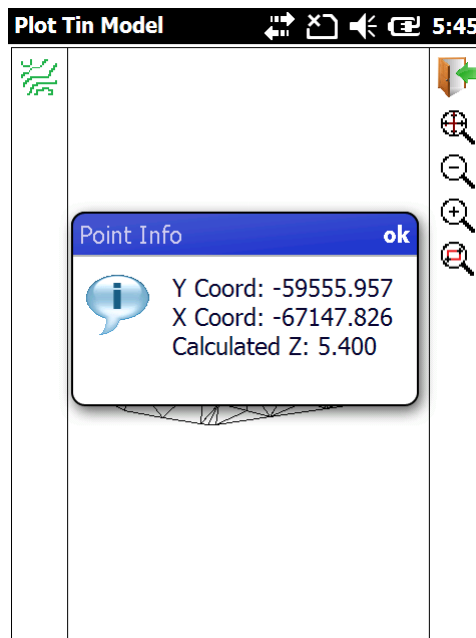 Plot Tin Model 5:45
Point Info ok
Y Coord: -59555.957
X Coord: -67147.826
Calculated Z: 5.400